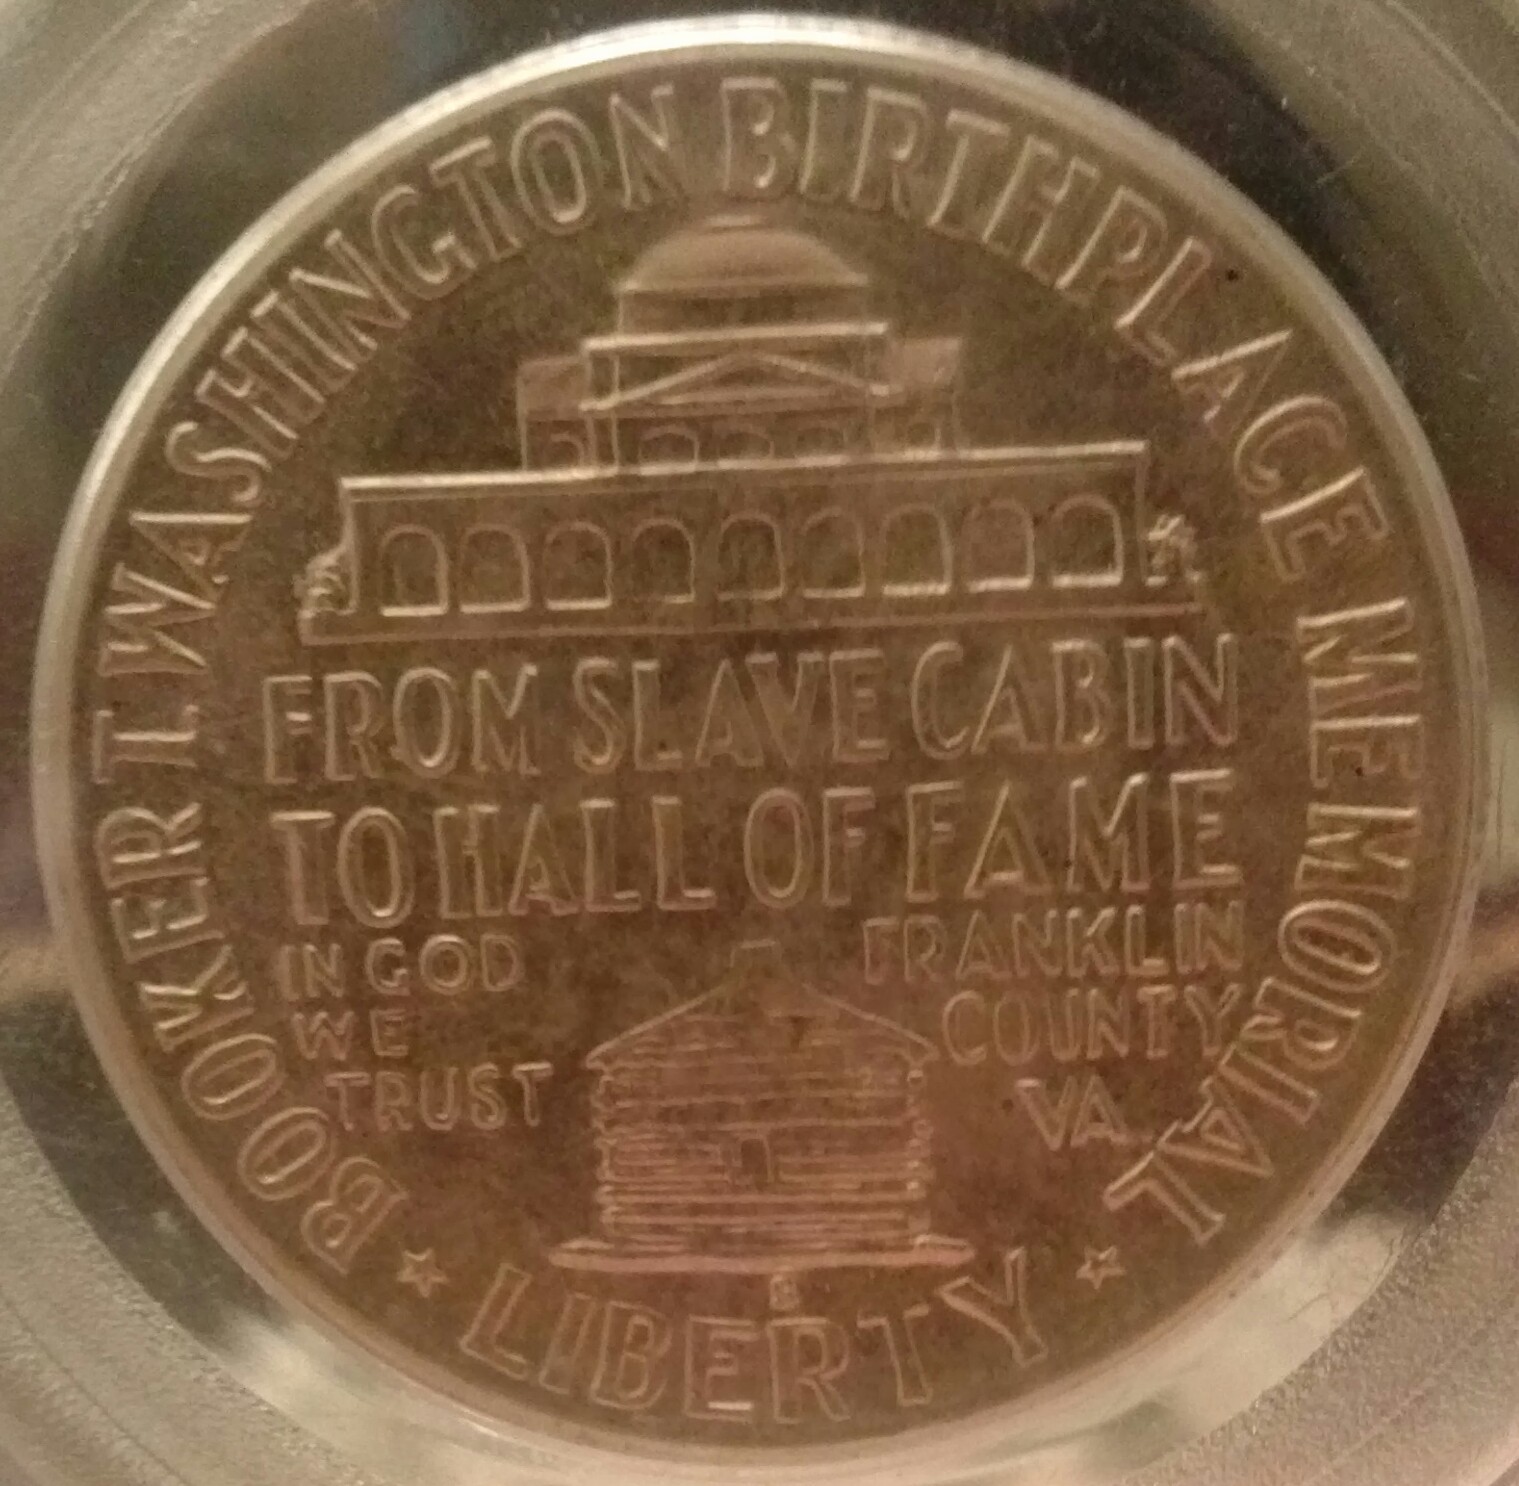 BOOKER T. WASHINGTON BIRTHPLACE MEMORIAL
FROM SLAVE CABIN
TO HALL OF FAME
IN GOD
WE
TRUST
FRANKLIN
COUNTY
VA.
LIBERTY